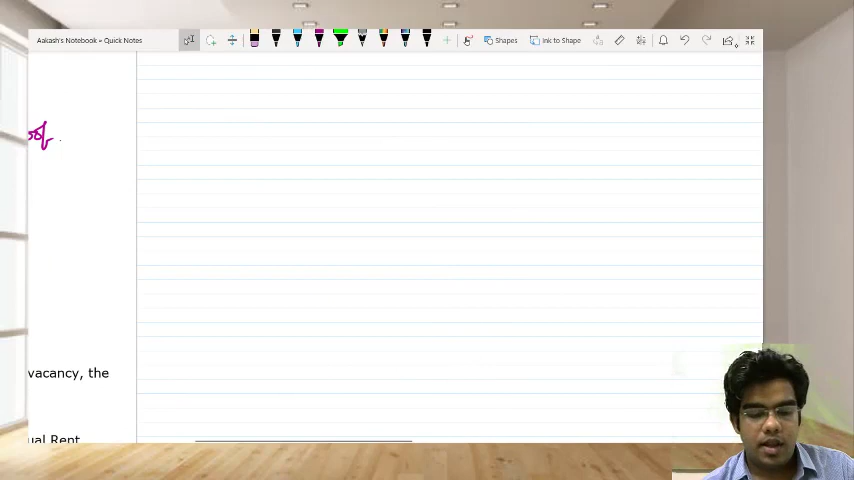 Aakash's Notebook » Quick Notes
Shapes
Ink to Shape
vacancy, the
ual Rent